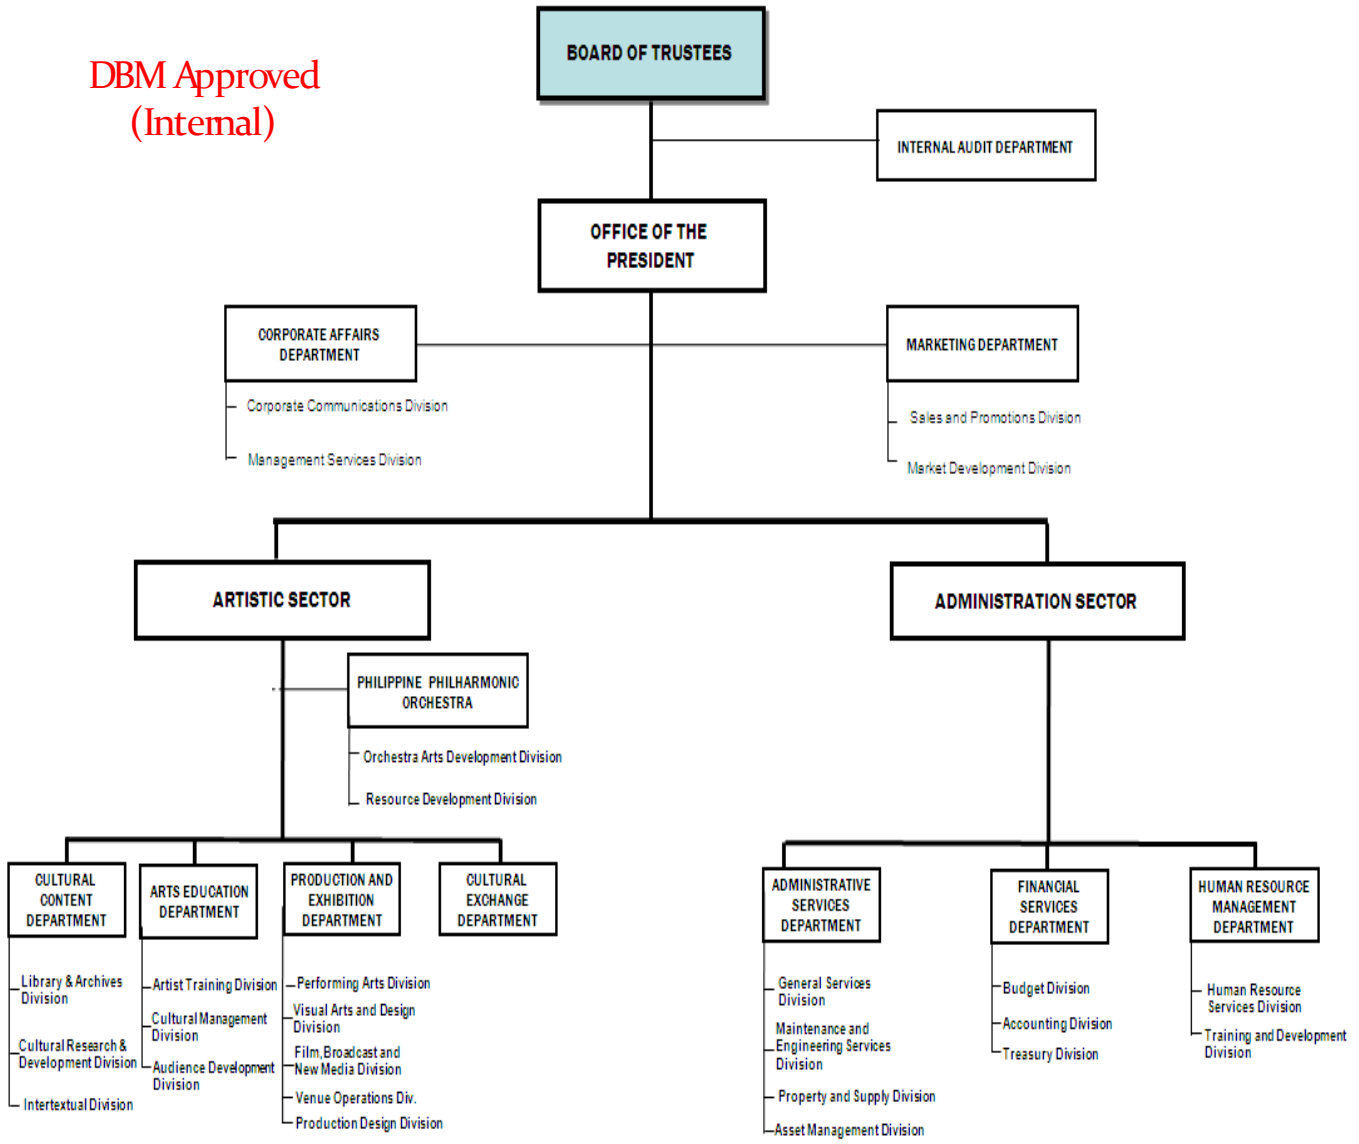 DBM Approved
(Internal)
BOARD OF TRUSTEES
INTERNAL AUDIT DEPARTMENT
OFFICE OF THE
PRESIDENT
CORPORATE AFFAIRS
DEPARTMENT
Corporate Communications Division
Management Services Division
MARKETING DEPARTMENT
Sales and Promotions Division
Market Development Division
ARTISTIC SECTOR
ADMINISTRATION SECTOR
PHILIPPINE PHILHARMONIC
ORCHESTRA
Orchestra Arts Development Division
Resource Development Division
CULTURAL
CONTENT
DEPARTMENT
Library & Archives
Division
Cultural Research &
Development Division
Intertextual Division
ARTS EDUCATION
DEPARTMENT
Artist Training Division
Cultural Management
Division
Audience Development
Division
PRODUCTION AND
EXHIBITION
DEPARTMENT
Performing Arts Division
Visual Arts and Design
Division
Film, Broadcast and
New Media Division
Venue Operations Div.
Production Design Division
CULTURAL
EXCHANGE
DEPARTMENT
ADMINISTRATIVE
SERVICES
DEPARTMENT
General Services
Division
Maintenance and
Engineering Services
Division
Property and Supply Division
Asset Management Division
FINANCIAL
SERVICES
DEPARTMENT
Budget Division
Accounting Division
Treasury Division
HUMAN RESOURCE
MANAGEMENT
DEPARTMENT
Human Resource
Services Division
Training and Development
Division